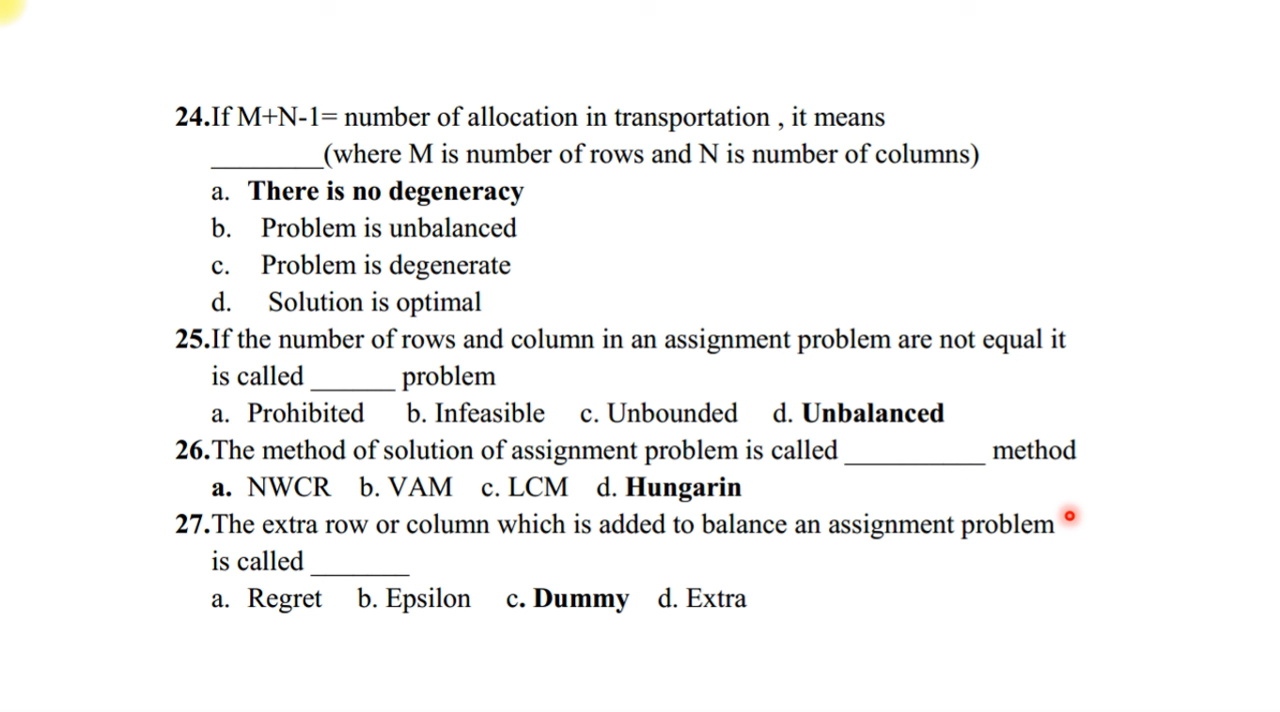 24.If M+N-1= number of allocation in transportation , it means
________(where M is number of rows and N is number of columns)
a. There is no degeneracy
b. Problem is unbalanced
c. Problem is degenerate
d. Solution is optimal
25.If the number of rows and column in an assignment problem are not equal it
is called ______ problem
a. Prohibited b. Infeasible c. Unbounded d. Unbalanced
26.The method of solution of assignment problem is called __________ method
a. NWCR b. VAM c. LCM d. Hungarin
27.The extra row or column which is added to balance an assignment problem
is called _______
a. Regret b. Epsilon c. Dummy d. Extra